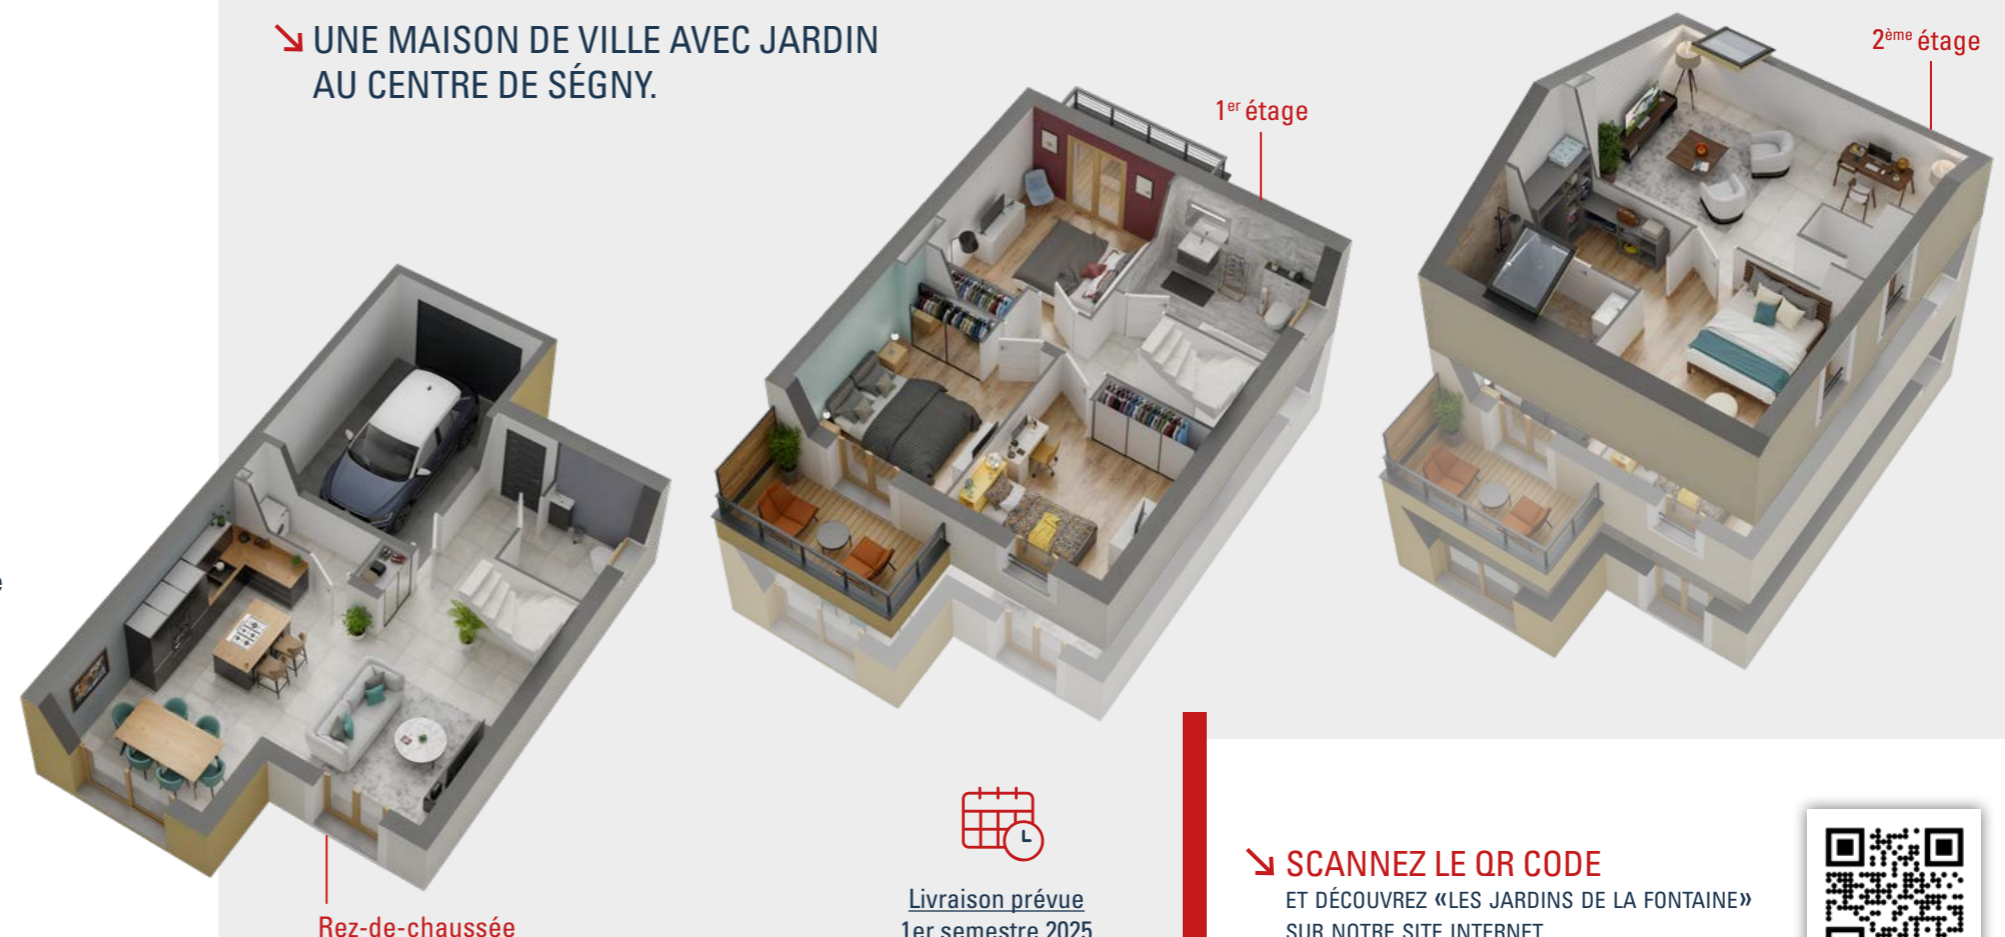 UNE MAISON DE VILLE AVEC JARDIN
AU CENTRE DE SÉGNY.
1er étage
2ème étage
Rez-de-chaussée
Livraison prévue
1er semestre 2025
SCANNEZ LE QR CODE
ET DÉCOUVREZ «LES JARDINS DE LA FONTAINE»
SUR NOTRE SITE INTERNET